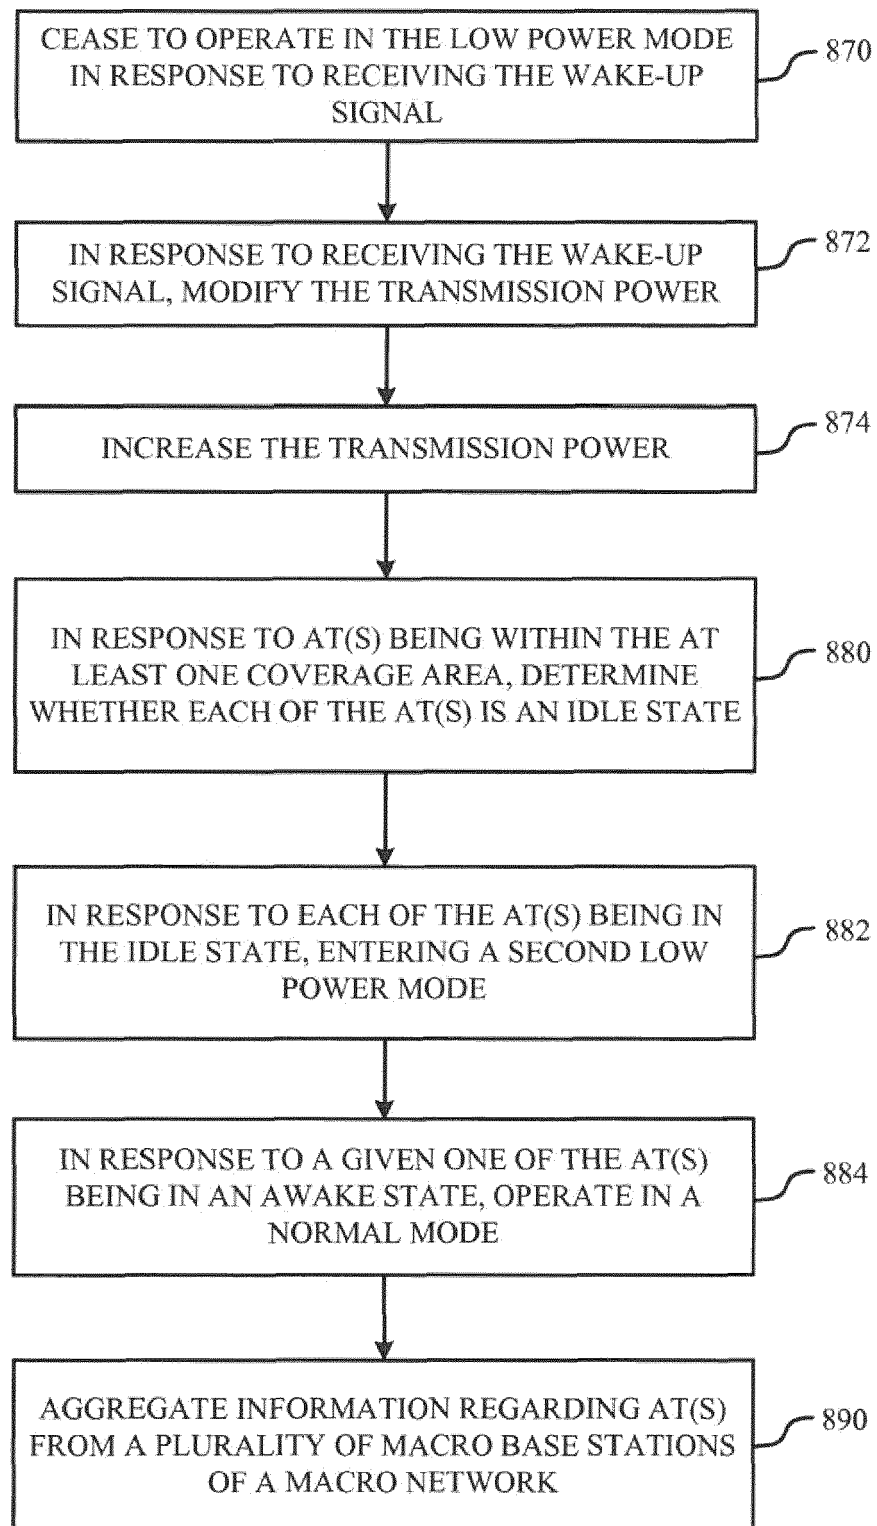 CEASE TO OPERATE IN THE LOW POWER MODE
IN RESPONSE TO RECEIVING THE WAKE-UP
SIGNAL
870
IN RESPONSE TO RECEIVING THE WAKE-UP
SIGNAL, MODIFY THE TRANSMISSION POWER
872
INCREASE THE TRANSMISSION POWER
874
IN RESPONSE TO AT(S) BEING WITHIN THE AT
LEAST ONE COVERAGE AREA, DETERMINE
WHETHER EACH OF THE AT(S) IS AN IDLE STATE
880
IN RESPONSE TO EACH OF THE AT(S) BEING IN
THE IDLE STATE, ENTERING A SECOND LOW
POWER MODE
882
IN RESPONSE TO A GIVEN ONE OF THE AT(S)
BEING IN AN AWAKE STATE, OPERATE IN A
NORMAL MODE
884
AGGREGATE INFORMATION REGARDING AT(S)
FROM A PLURALITY OF MACRO BASE STATIONS
OF A MACRO NETWORK
890